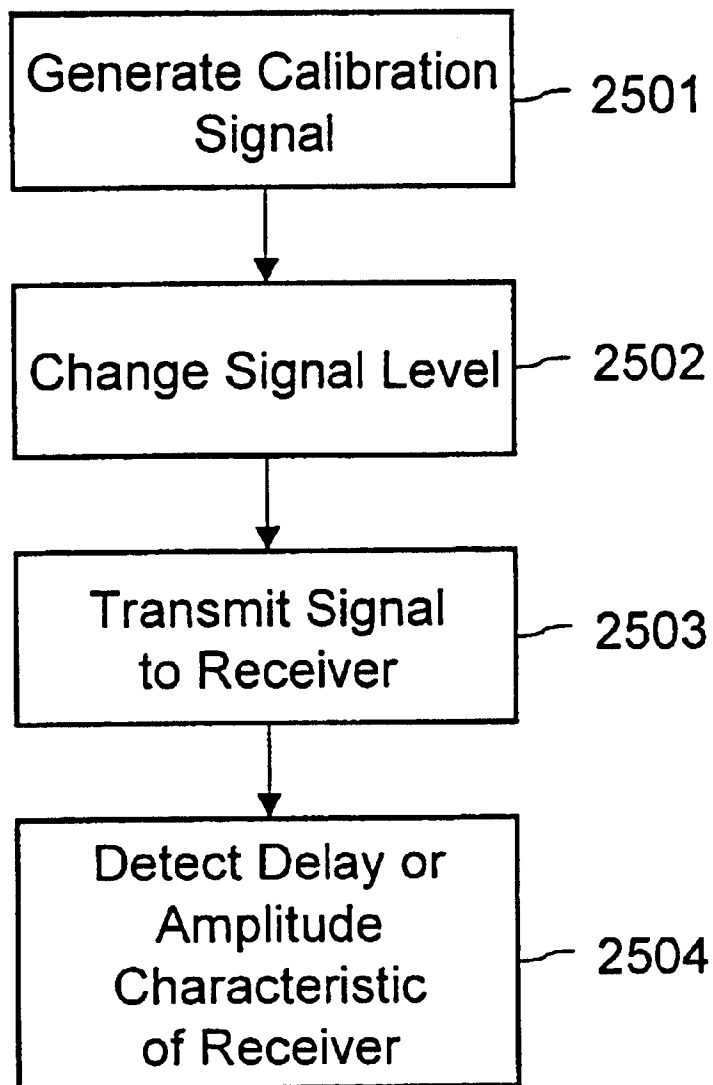 Generate Calibration
Signal
2501
Change Signal Level
2502
Transmit Signal
to Receiver
2503
Detect Delay or
Amplitude
Characteristic
of Receiver
2504